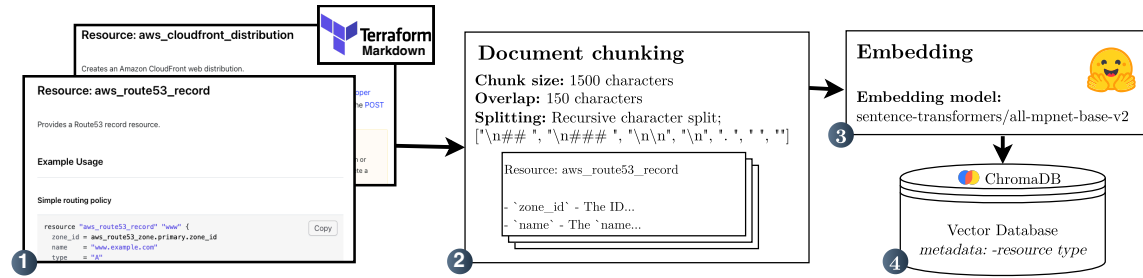 Resource: aws_cloudfront_distribution
Creates an Amazon CloudFront web distribution.
Terraform
Markdown
Resource: aws_route53_record
Provides a Route53 record resource.
Example Usage
Simple routing policy
resource "aws_route53_record" "www" {
zone_id = aws_route53_zone.primary.zone_id
name = "www.example.com"
type = "A"
Copy
POST
1
Document chunking
Chunk size: 1500 characters
Overlap: 150 characters
Splitting: Recursive character split;
["\n## ", "\n### ", "\n\n", "\n", ". ", " ", ""]
Resource: aws_route53_record
- `zone_id` - The ID...
- `name` - The `name...
2
Embedding
Embedding model:
sentence-transformers/all-mpnet-base-v2
3
ChromaDB
Vector Database
metadata: -resource type
4